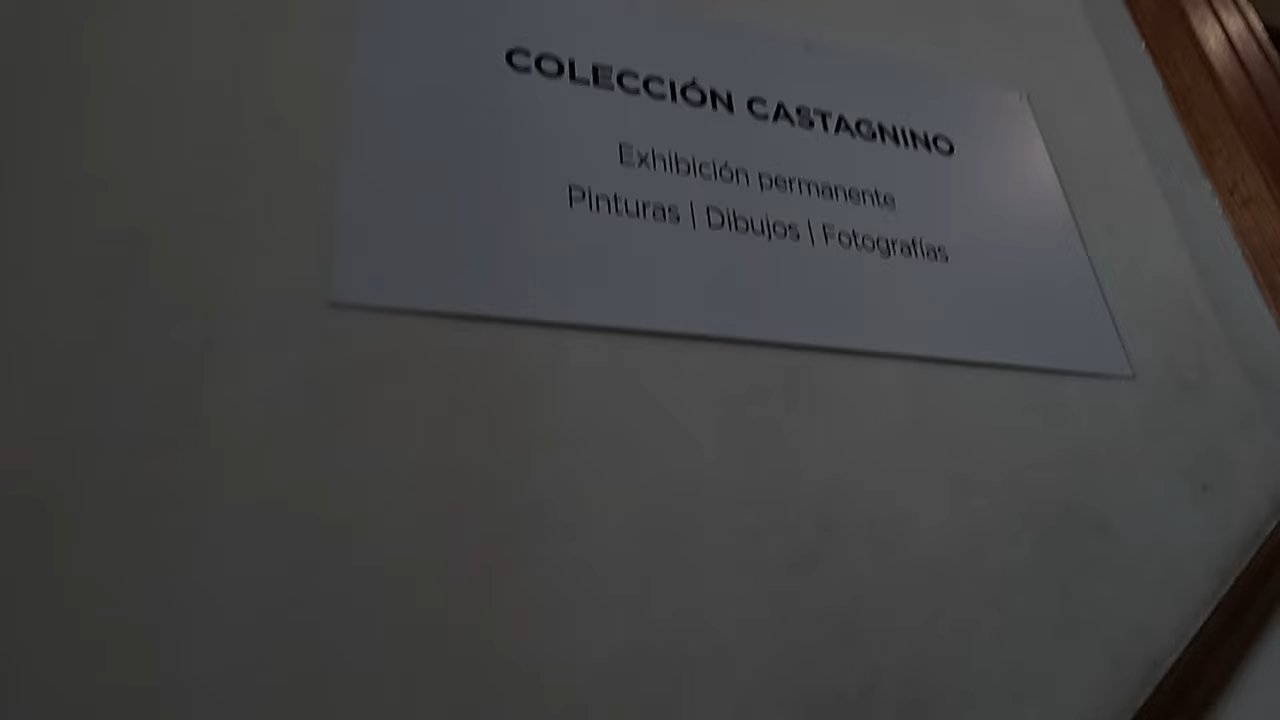 COLECCIÓN CASTAGNINO
Exhibición permanente
Pinturas | Dibujos | Fotografías